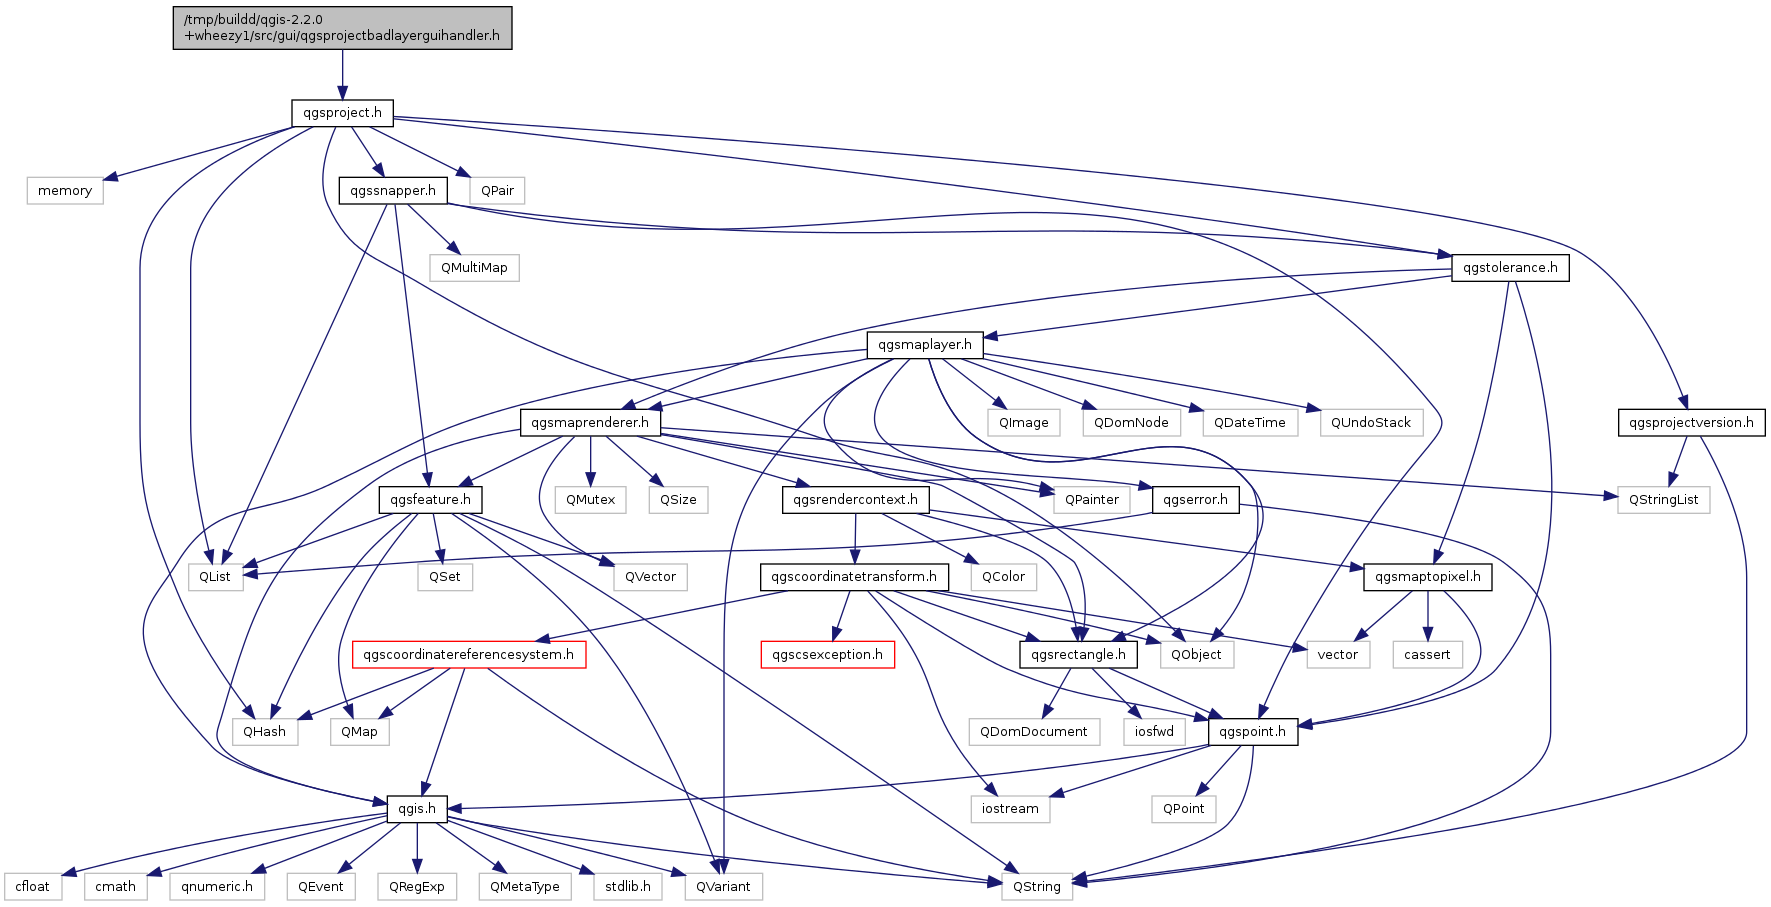 /tmp/buildd/qgis-2.2.0
+wheezy1/src/gui/qgsprojectbadlayerguihandler.h
qgsproject.h
memory
qgssnapper.h
QPair
QMultiMap
qgstolerance.h
qgsmaplayer.h
qgsmaprenderer.h
QImage
QDomNode
QDateTime
QUndoStack
qgsprojectversion.h
qgsfeature.h
QMutex
QSize
qgsrendercontext.h
QPainter
qgserror.h
QStringList
QList
QSet
QVector
qgscoordinatetransform.h
QColor
qgsmaptopixel.h
qgscoordinatereferencesystem.h
qgscsexception.h
qgsrectangle.h
QObject
vector
cassert
QHash
QMap
QDomDocument
iosfwd
qgspoint.h
qgis.h
iostream
QPoint
cfloat
cmath
qnumeric.h
QEvent
QRegExp
QMetaType
stdlib.h
QVariant
QString